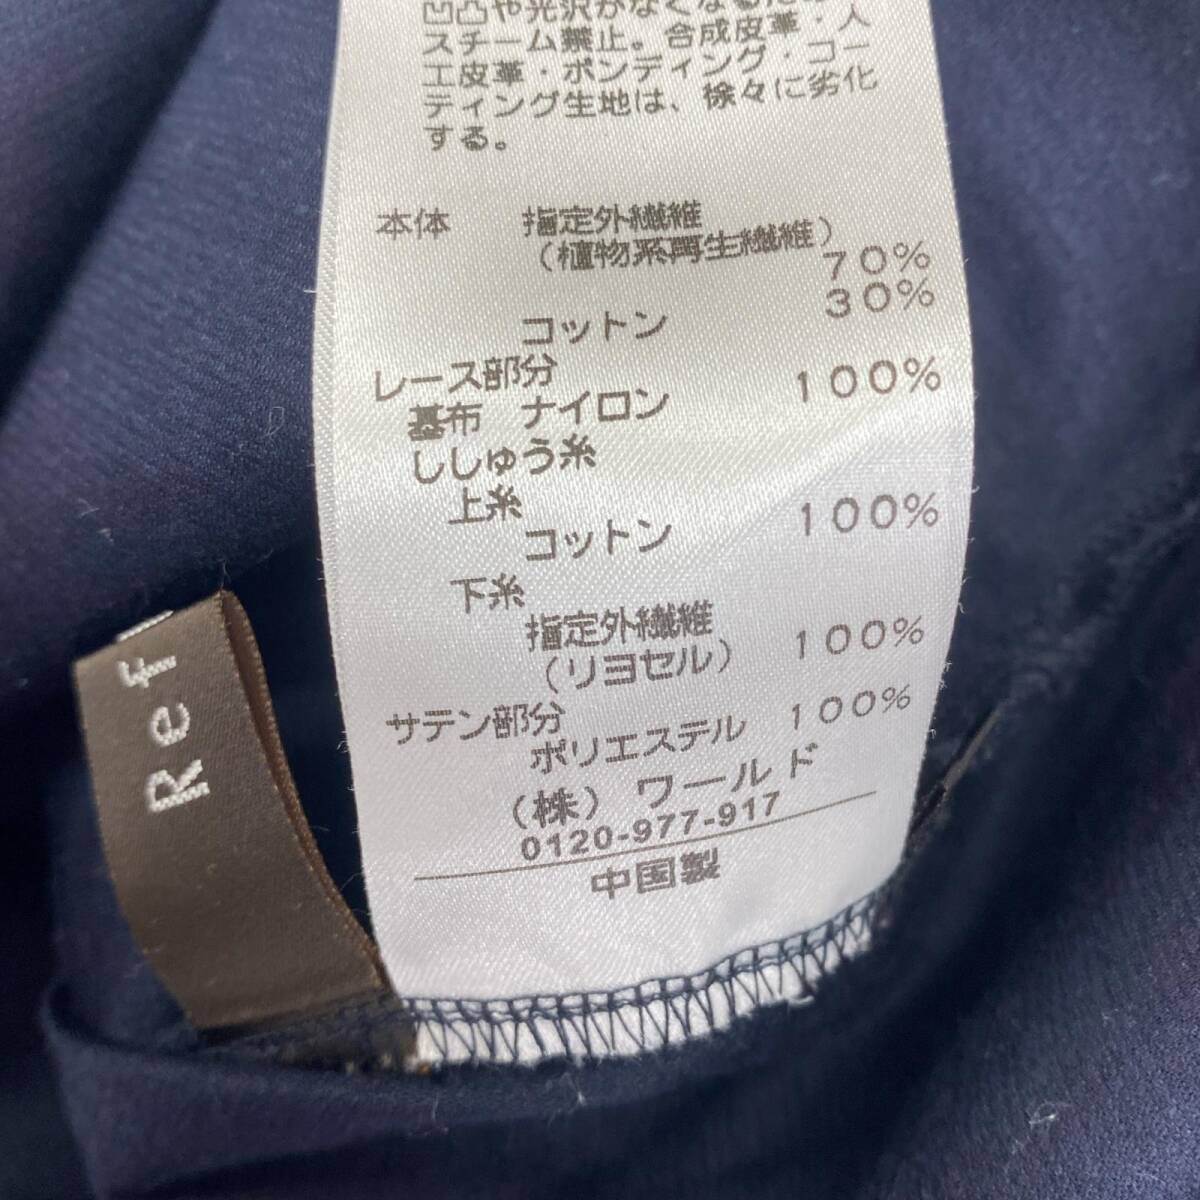 凹凸や光沢がなくなるため
スチーム禁止。合成皮革・人
工皮革・ボンディング・コー
ティング生地は、徐々に劣化
する。
本体 指定外繊維
(植物系再生繊維)
70%
コットン 30%
レース部分
基布 ナイロン 100%
ししゅう糸
上糸
コットン 100%
下糸
指定外繊維
(リヨセル) 100%
サテン部分
ポリエステル 100%
(株) ワールド
0120-977-917
中国製
Ref